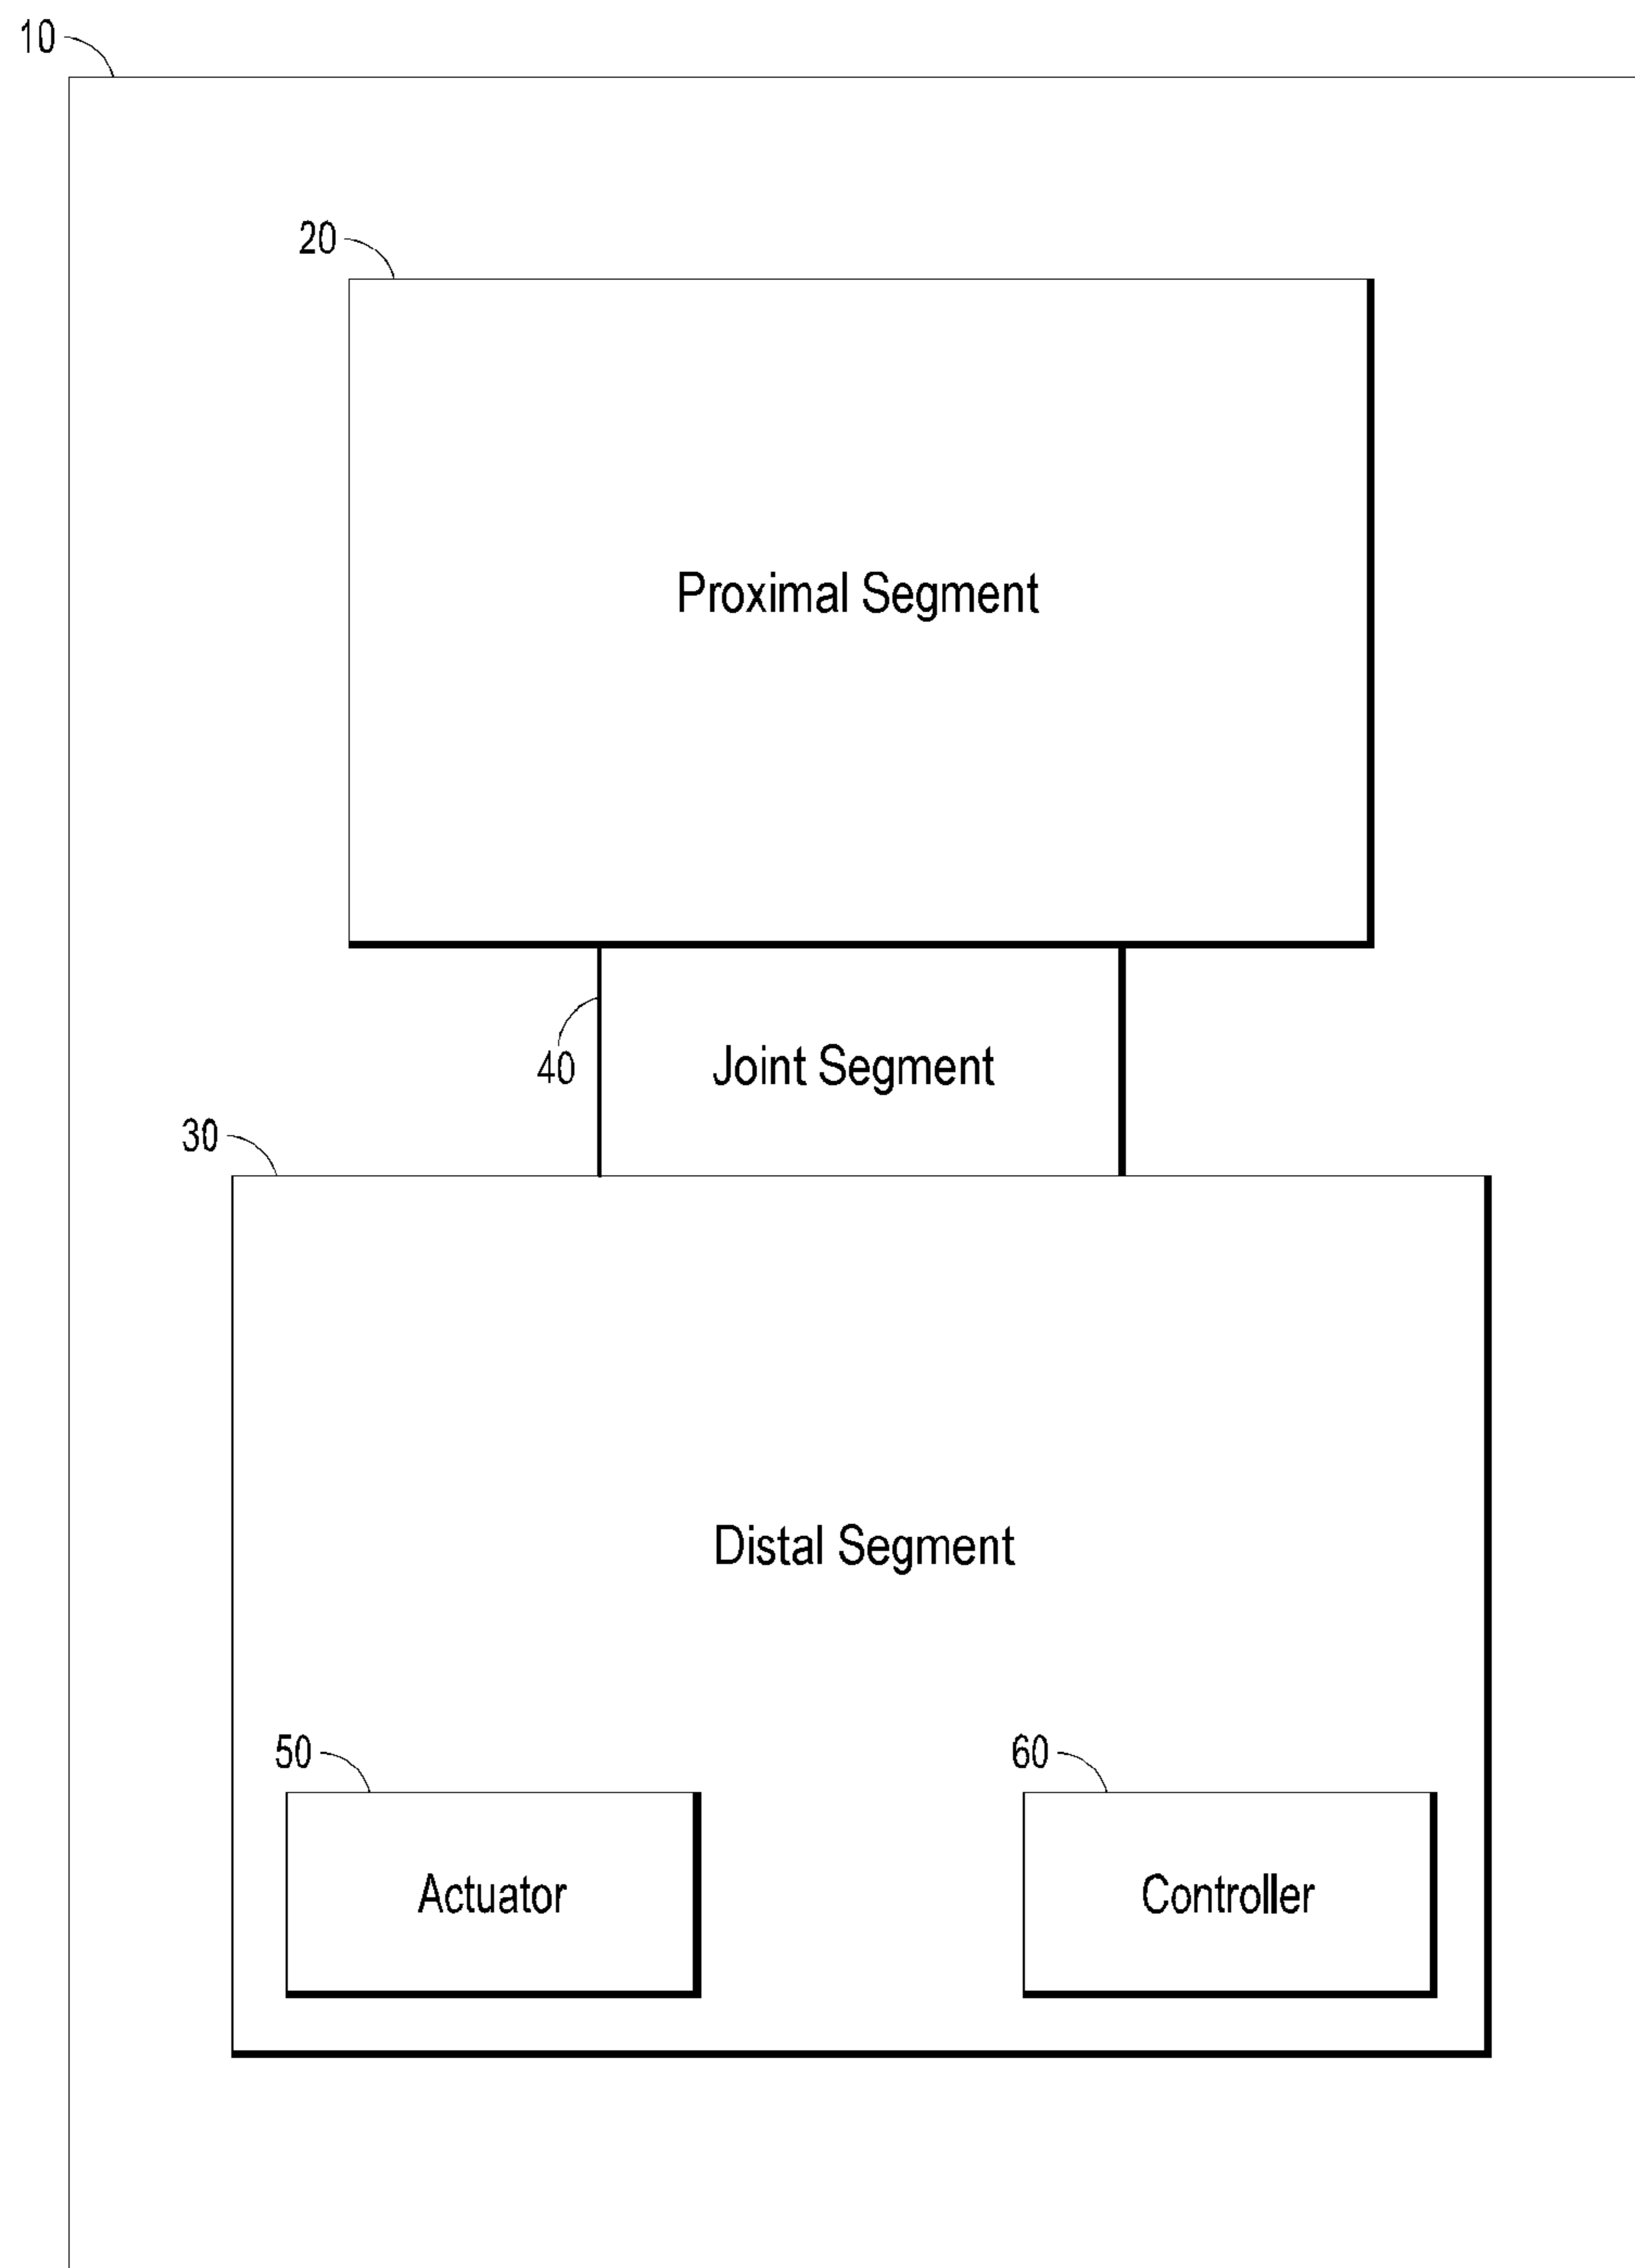 10
20
Proximal Segment
40
Joint Segment
30
Distal Segment
50
60
Actuator
Controller